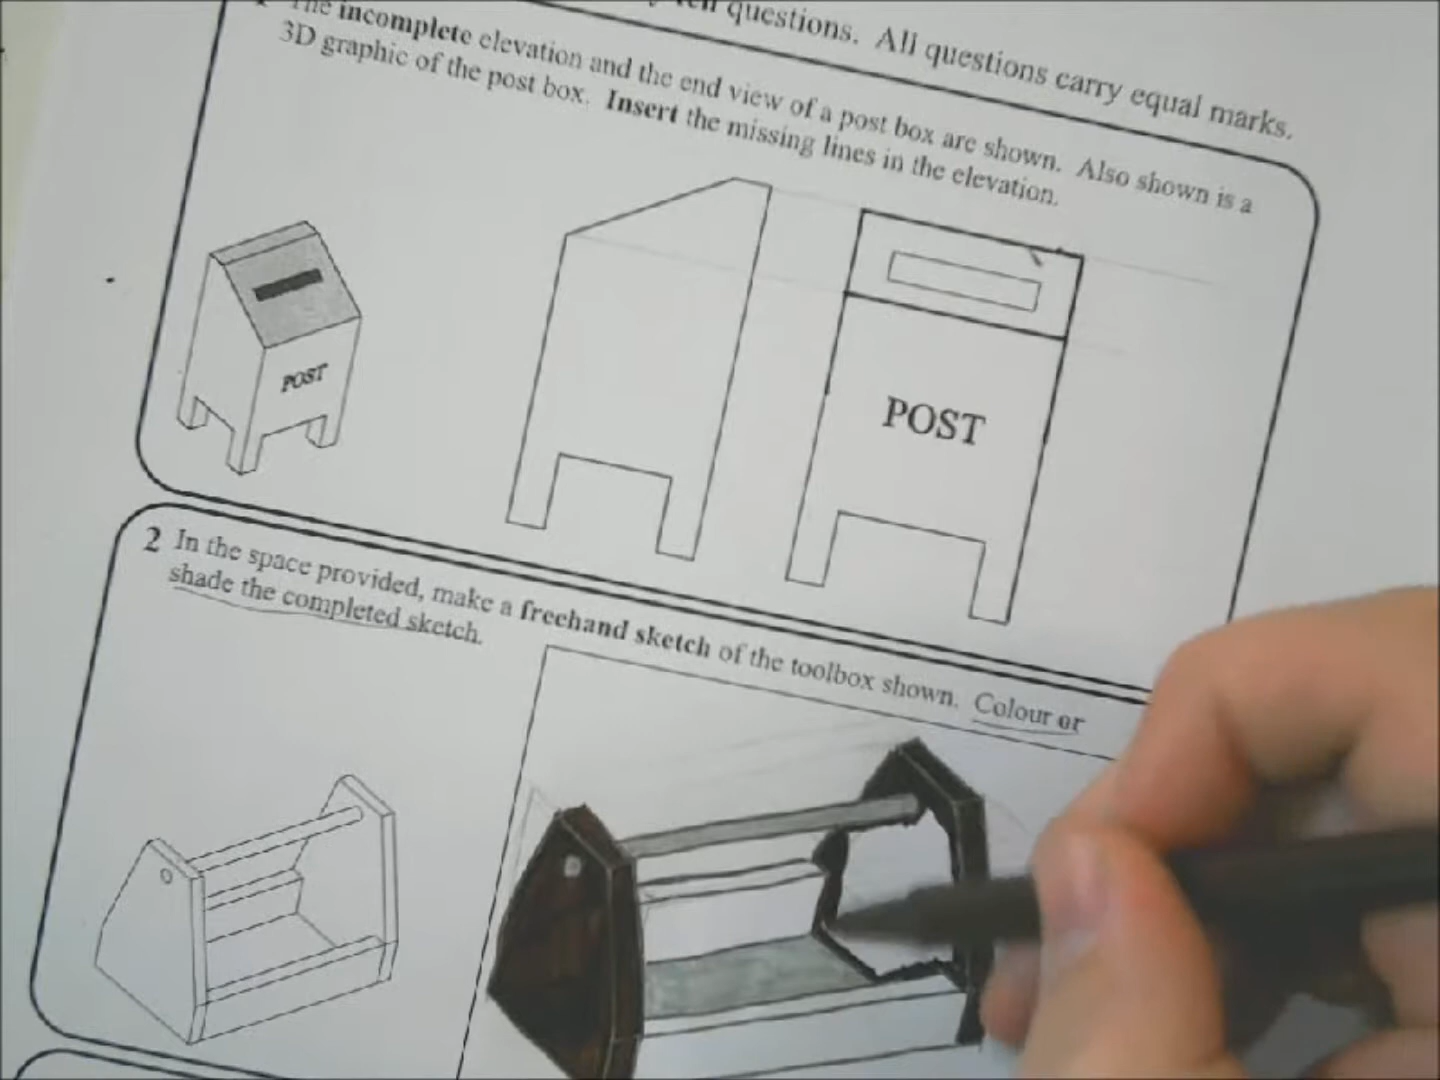 questions. All questions carry equal marks.
The incomplete elevation and the end view of a post box are shown. Also shown is a
3D graphic of the post box. Insert the missing lines in the elevation.
POST
POST
2 In the space provided, make a freehand sketch of the toolbox shown. Colour or
shade the completed sketch.